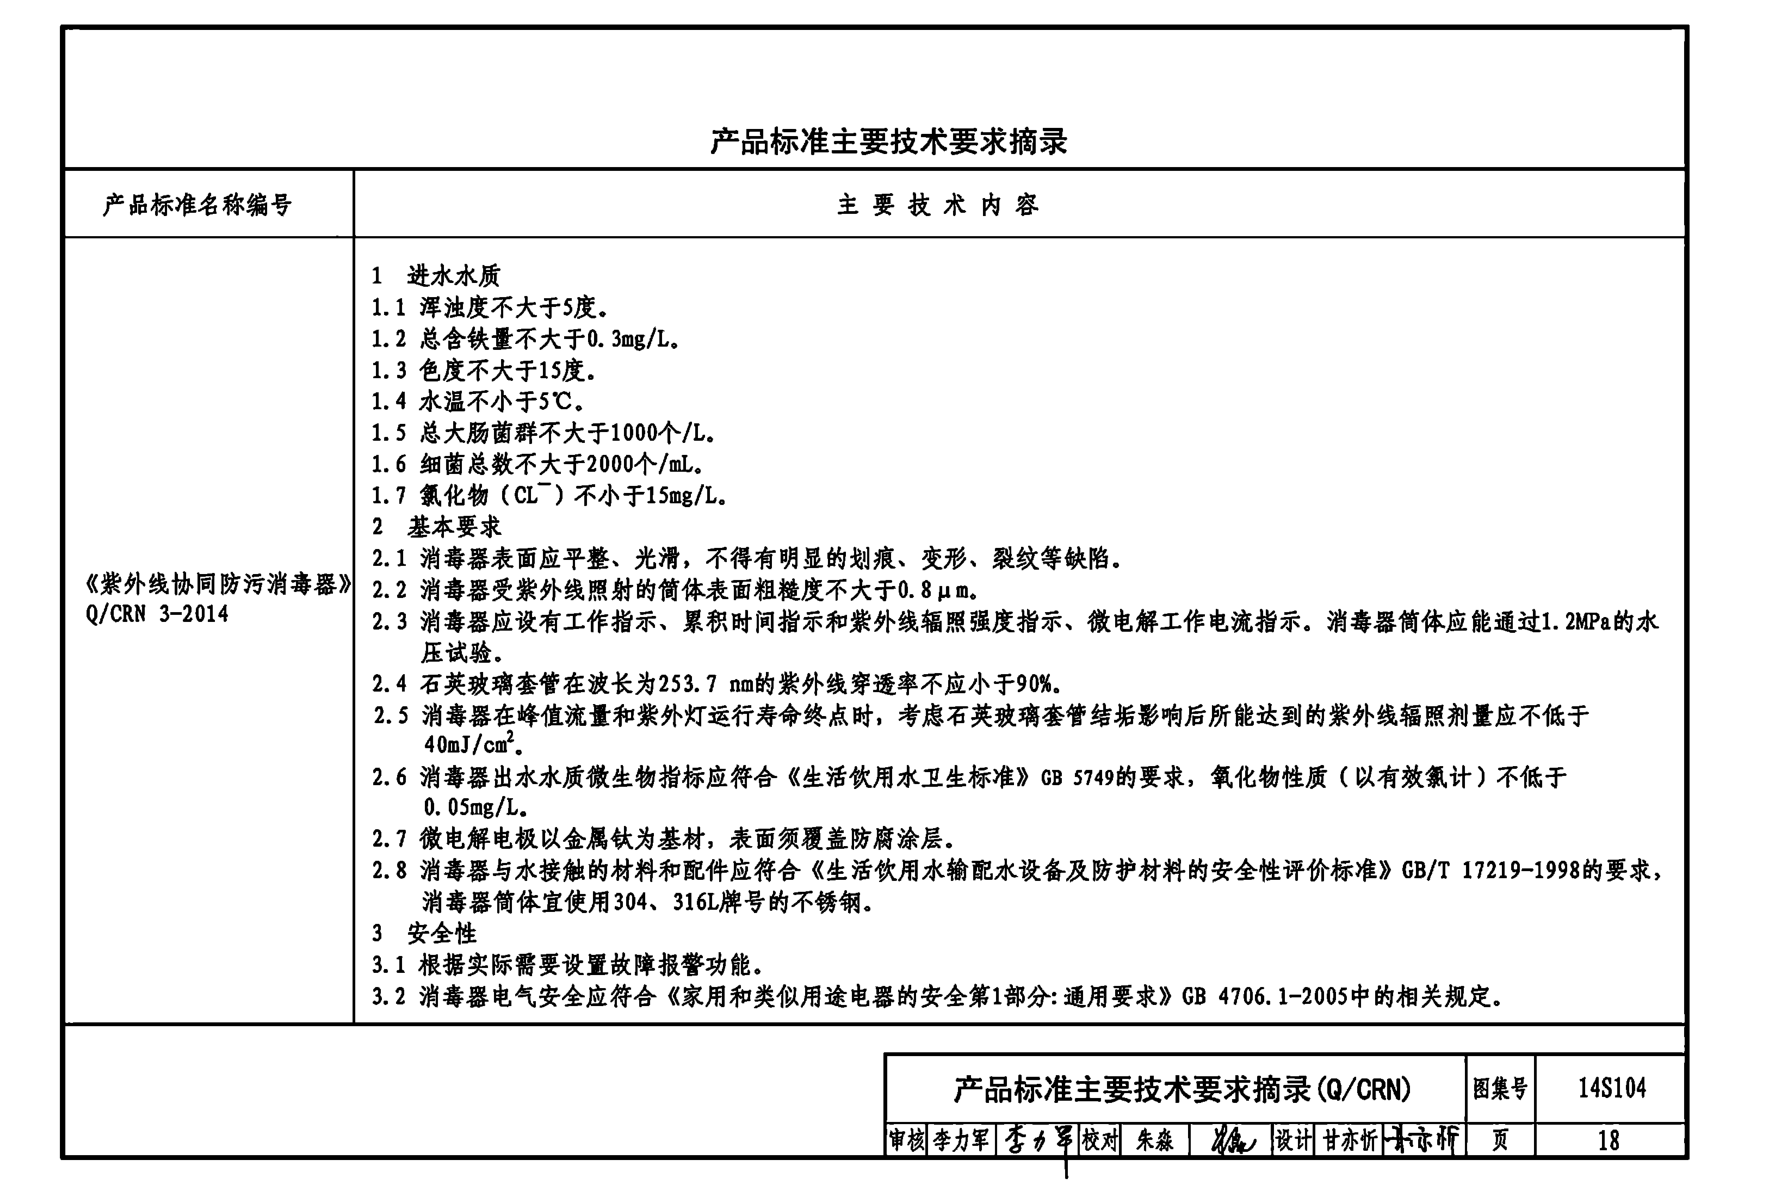 产品标准主要技术要求摘录
产品标准名称编号
主要技术内容
《紫外线协同防污消毒器》
Q/CRN 3-2014
1 进水水质
1.1 浑浊度不大于5度。
1.2 总含铁量不大于0.3mg/L。
1.3 色度不大于15度。
1.4 水温不小于5℃。
1.5 总大肠菌群不大于1000个/L。
1.6 细菌总数不大于2000个/mL。
1.7 氯化物（CL⁻）不小于15mg/L。
2 基本要求
2.1 消毒器表面应平整、光滑，不得有明显的划痕、变形、裂纹等缺陷。
2.2 消毒器受紫外线照射的筒体表面粗糙度不大于0.8μm。
2.3 消毒器应设有工作指示、累积时间指示和紫外线辐照强度指示、微电解工作电流指示。消毒器筒体应能通过1.2MPa的水
压试验。
2.4 石英玻璃套管在波长为253.7 nm的紫外线穿透率不应小于90%。
2.5 消毒器在峰值流量和紫外灯运行寿命终点时，考虑石英玻璃套管结垢影响后所能达到的紫外线辐照剂量应不低于
40mJ/cm²。
2.6 消毒器出水水质微生物指标应符合《生活饮用水卫生标准》GB 5749的要求，氧化物性质（以有效氯计）不低于
0.05mg/L。
2.7 微电解电极以金属钛为基材，表面须覆盖防腐涂层。
2.8 消毒器与水接触的材料和配件应符合《生活饮用水输配水设备及防护材料的安全性评价标准》GB/T 17219-1998的要求，
消毒器筒体宜使用304、316L牌号的不锈钢。
3 安全性
3.1 根据实际需要设置故障报警功能。
3.2 消毒器电气安全应符合《家用和类似用途电器的安全第1部分:通用要求》GB 4706.1-2005中的相关规定。
产品标准主要技术要求摘录(Q/CRN)
图集号
14S104
审核 李力军 李力军 校对 朱淼 设计 甘亦忻 甘亦忻 页 18